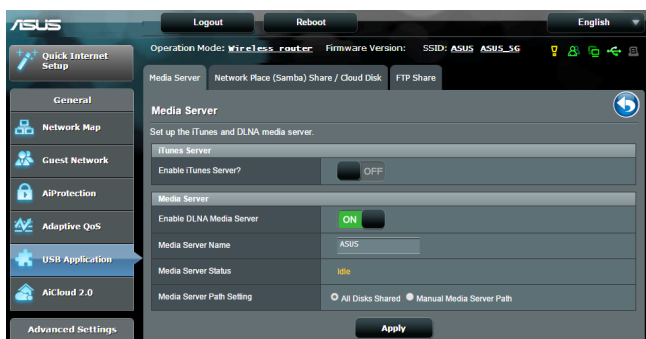 ASUS
Logout
Reboot
English
Quick Internet Setup
Operation Mode: Wireless router Firmware Version: SSID: ASUS ASUS_5G
General
Network Map
Guest Network
AiProtection
Adaptive QoS
USB Application
AiCloud 2.0
Advanced Settings
Media Server
Network Place (Samba) Share / Cloud Disk
FTP Share
Media Server
Set up the iTunes and DLNA media server.
iTunes Server
Enable iTunes Server? OFF
Media Server
Enable DLNA Media Server ON
Media Server Name ASUS
Media Server Status Idle
Media Server Path Setting All Disks Shared Manual Media Server Path
Apply